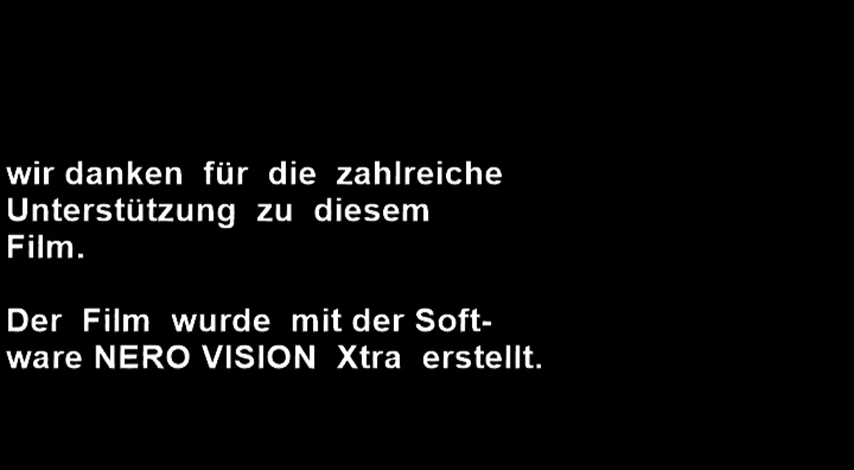 wir danken für die zahlreiche
Unterstützung zu diesem
Film.
Der Film wurde mit der Soft-
ware NERO VISION Xtra erstellt.